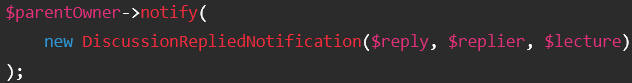 $parentOwner->notify(
    new DiscussionRepliedNotification($reply, $replier, $lecture)
);